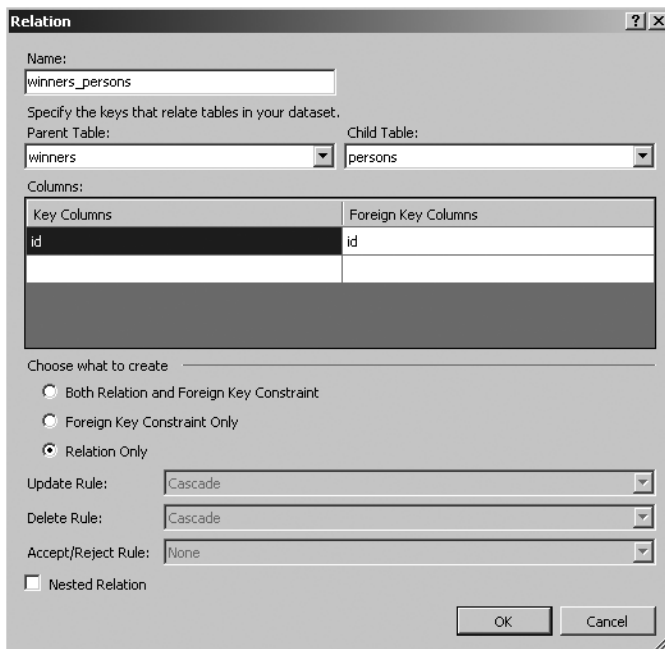 Relation
Name:
winners_persons
Specify the keys that relate tables in your dataset.
Parent Table: Child Table:
winners persons
Columns:
Key Columns Foreign Key Columns
id id
Choose what to create
Both Relation and Foreign Key Constraint
Foreign Key Constraint Only
Relation Only
Update Rule: Cascade
Delete Rule: Cascade
Accept/Reject Rule: None
Nested Relation
OK Cancel